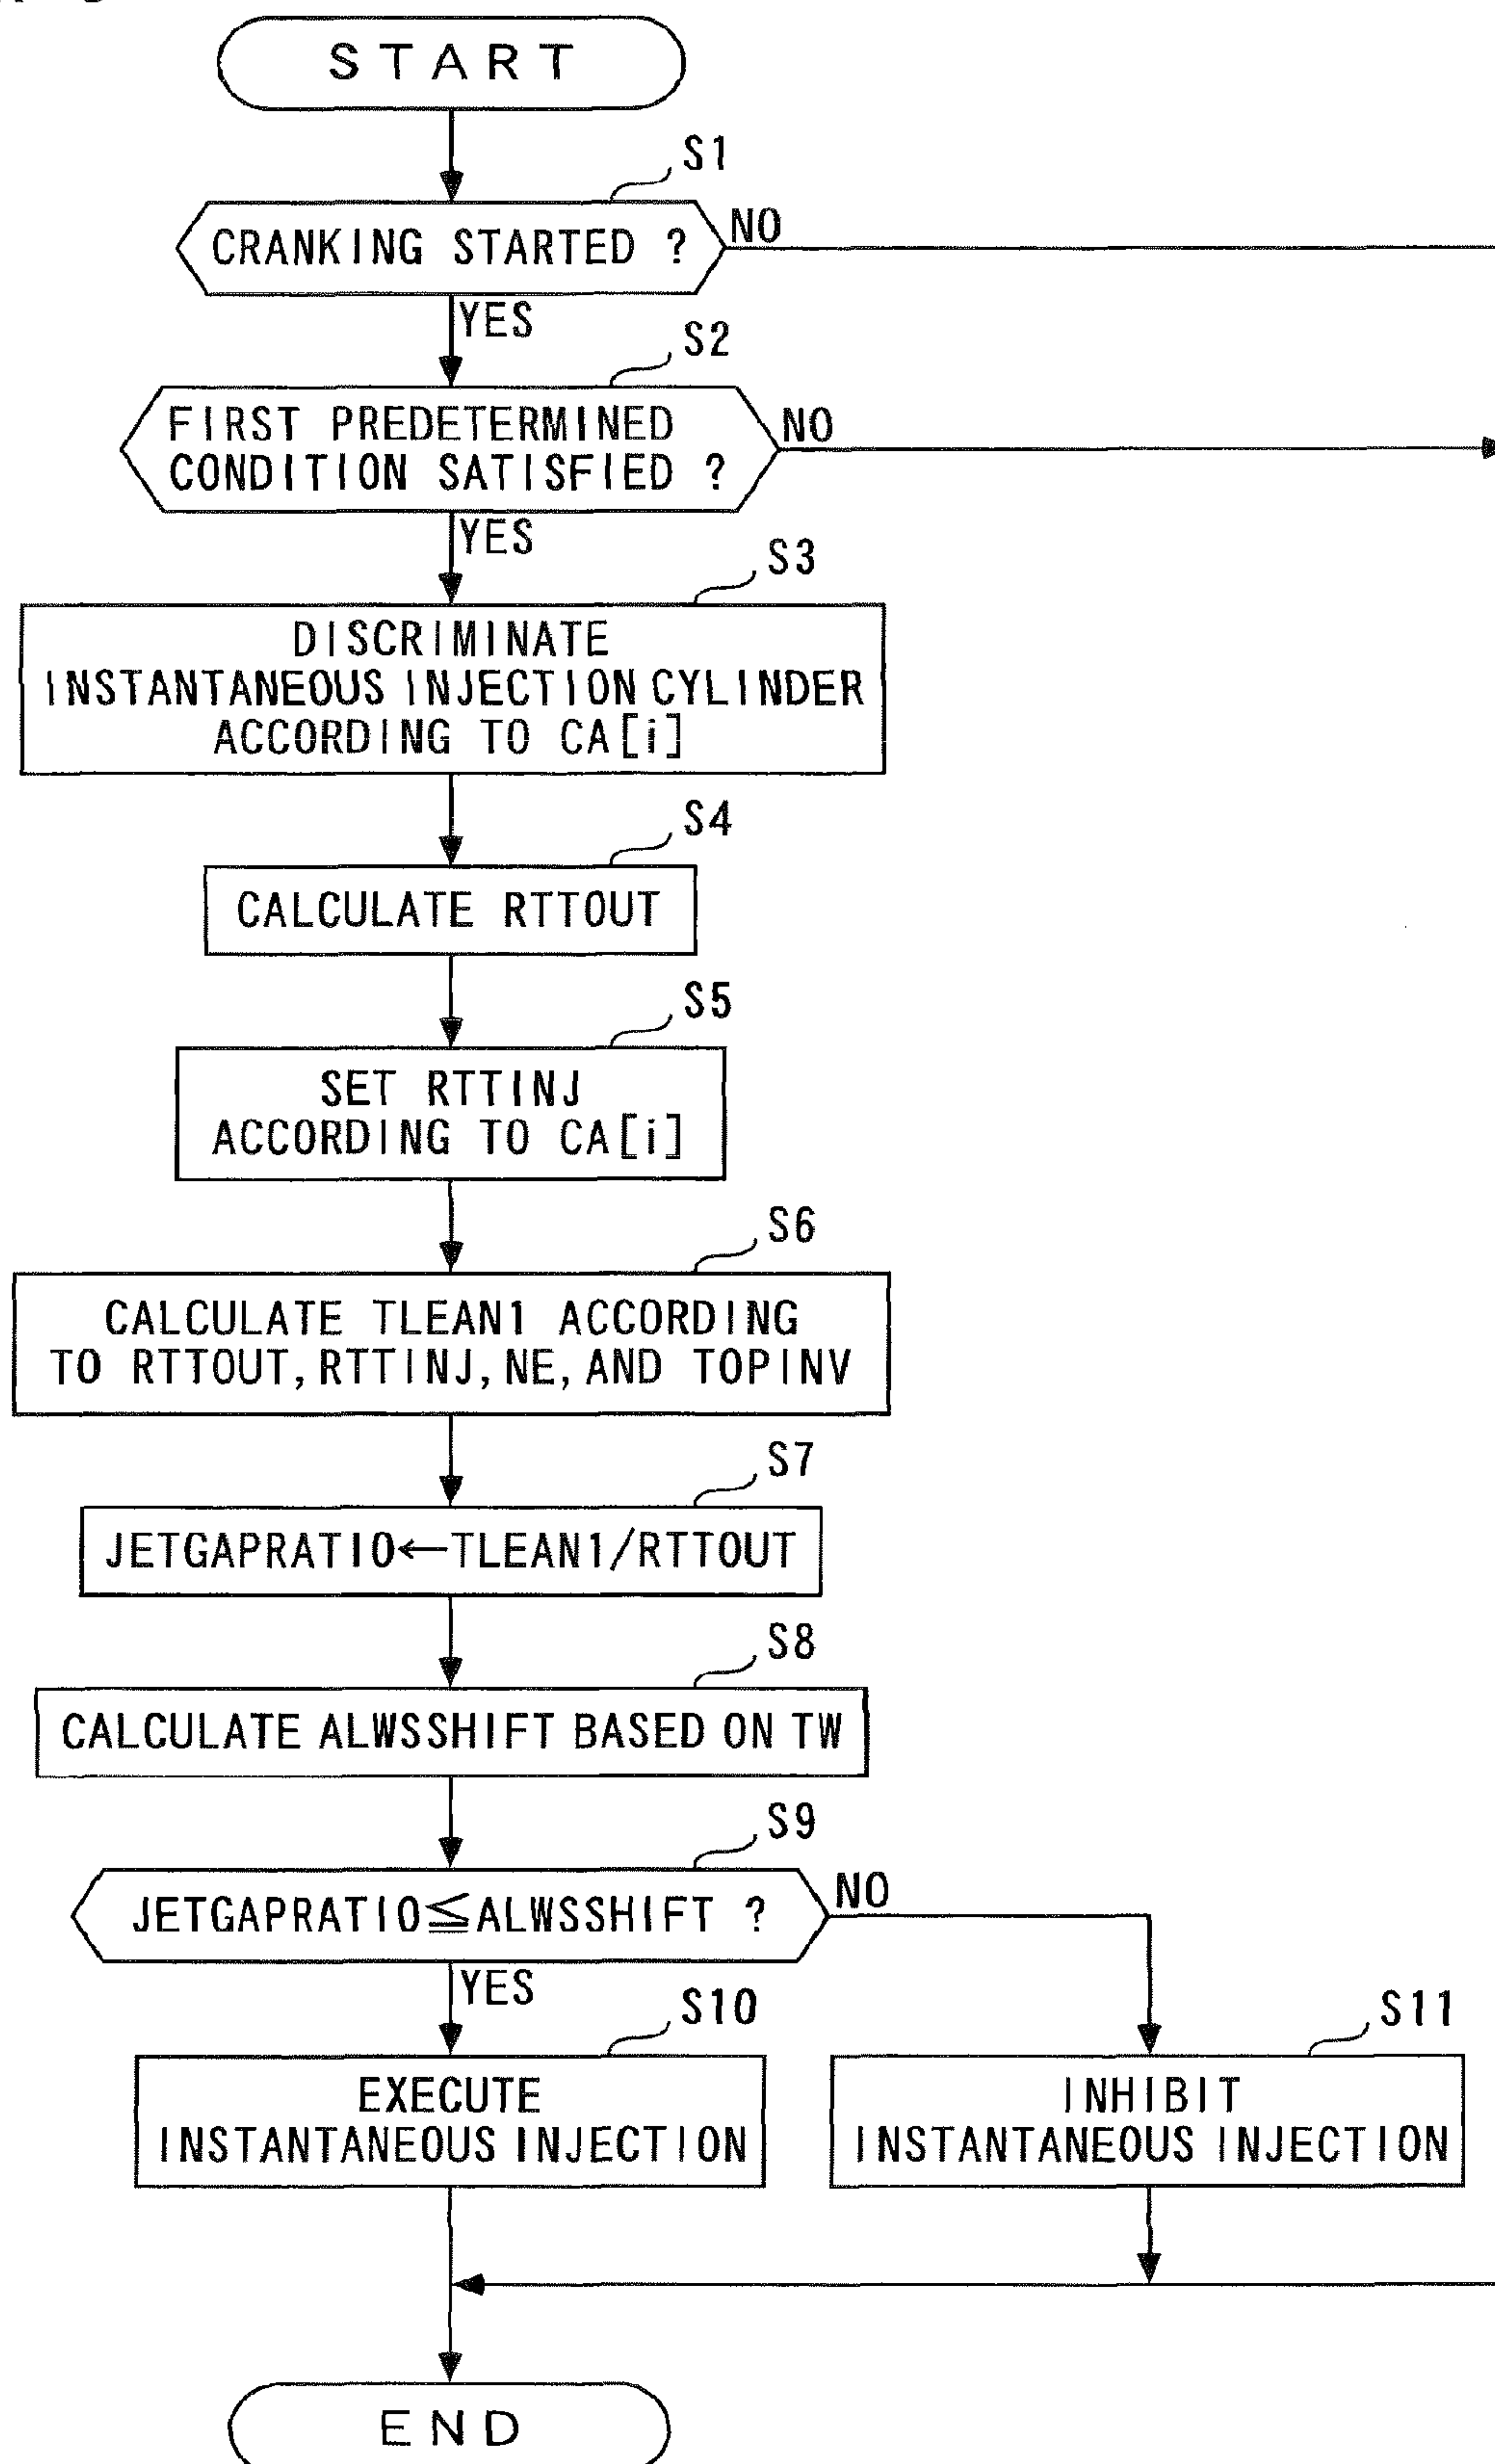 START
S1
CRANKING STARTED ?
NO
YES
S2
FIRST PREDETERMINED
CONDITION SATISFIED ?
NO
YES
S3
DISCRIMINATE
INSTANTANEOUS INJECTION CYLINDER
ACCORDING TO CA[i]
S4
CALCULATE RTTOUT
S5
SET RTTINJ
ACCORDING TO CA[i]
S6
CALCULATE TLEAN1 ACCORDING
TO RTTOUT, RTTINJ, NE, AND TOPINV
S7
JETGAPRATIO←TLEAN1/RTTOUT
S8
CALCULATE ALWSSHIFT BASED ON TW
S9
JETGAPRATIO≦ALWSSHIFT ?
NO
YES
S10
EXECUTE
INSTANTANEOUS INJECTION
S11
INHIBIT
INSTANTANEOUS INJECTION
END